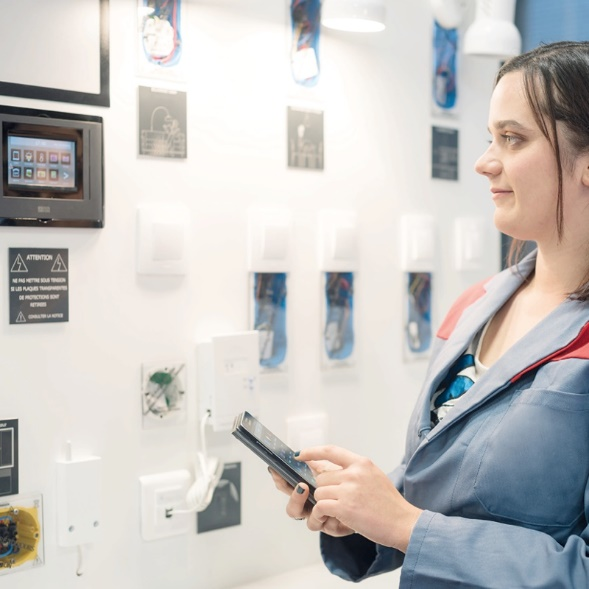 ATTENTION
NE PAS METTRE SOUS TENSION
SI LES PLAQUES TRANSPARENTES
DE PROTECTIONS SONT
RETIREES
CONSULTER LA NOTICE